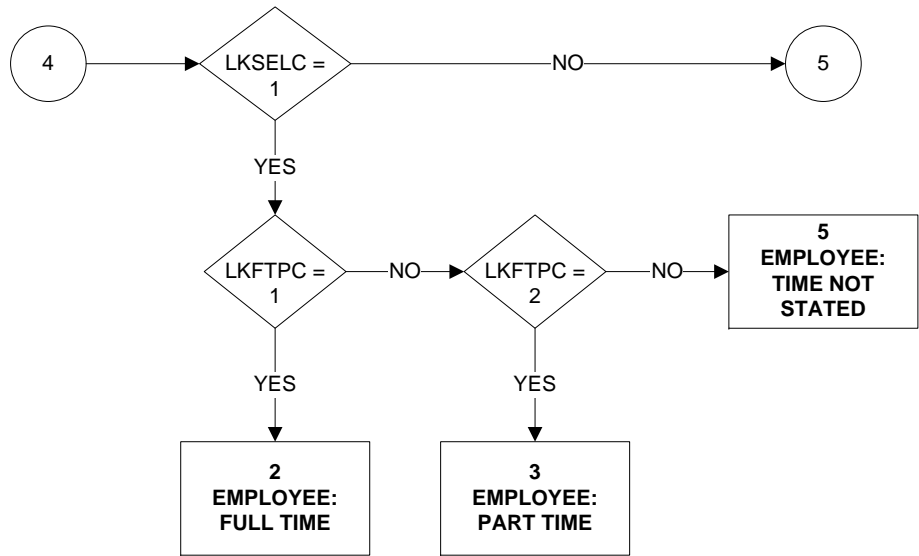 4
LKSELC =
1
NO
5
YES
LKFTPC =
1
NO
LKFTPC =
2
NO
5
EMPLOYEE:
TIME NOT
STATED
YES
YES
2
EMPLOYEE:
FULL TIME
3
EMPLOYEE:
PART TIME